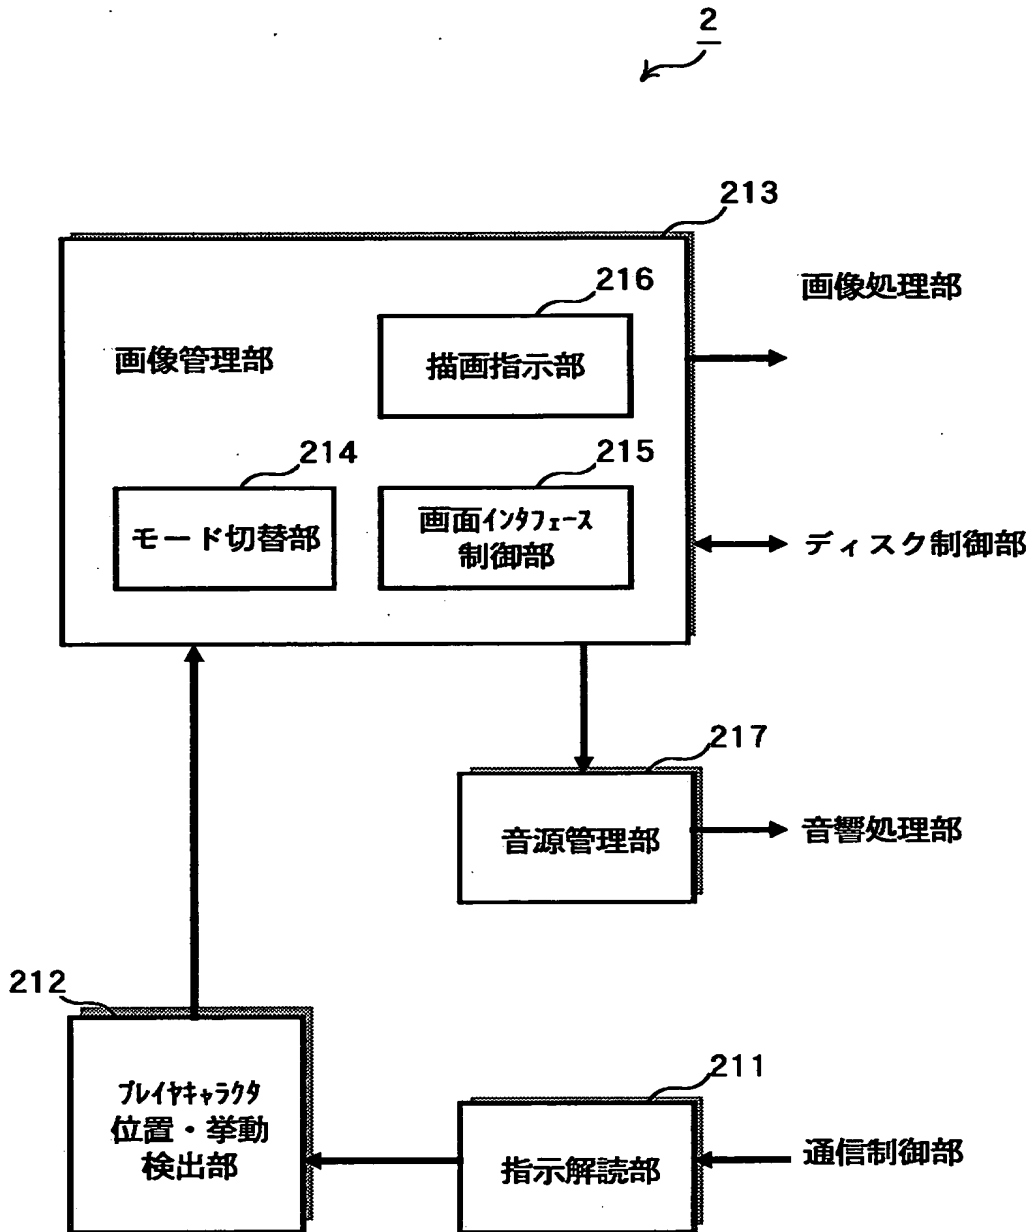 2
213
画像処理部
216
画像管理部
描画指示部
214
215
モード切替部
画面ｲﾝﾀﾌｪｰｽ
制御部
ディスク制御部
217
音源管理部
音響処理部
212
ﾌﾟﾚｲﾔｷｬﾗｸﾀ
位置・挙動
検出部
211
指示解読部
通信制御部